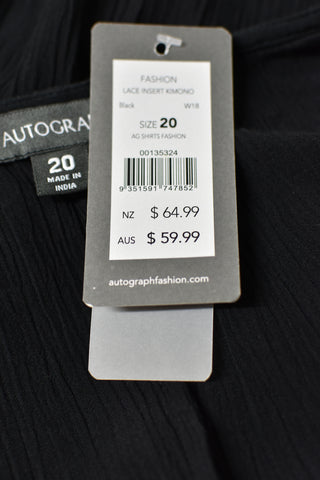 FASHION
LACE INSERT KIMONO
Black W18
SIZE 20
AG SHIRTS FASHION
00135324
9 351591 747852
NZ $ 64.99
AUS $ 59.99
autographfashion.com
AUTOGRA
20
MADE IN
INDIA